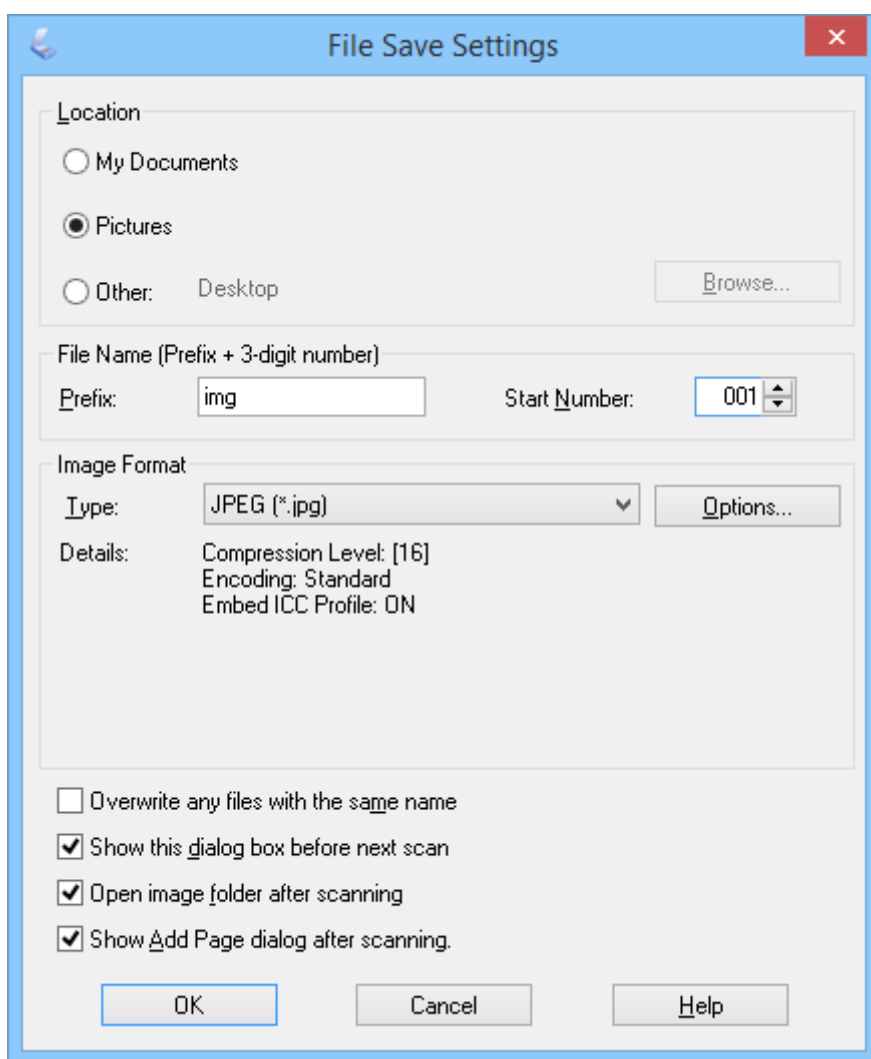 File Save Settings
Location
My Documents
Pictures
Other: Desktop Browse...
File Name (Prefix + 3-digit number)
Prefix: img Start Number: 001
Image Format
Type: JPEG (*.jpg) Options...
Details: Compression Level: [16]
Encoding: Standard
Embed ICC Profile: ON
Overwrite any files with the same name
Show this dialog box before next scan
Open image folder after scanning
Show Add Page dialog after scanning.
OK Cancel Help